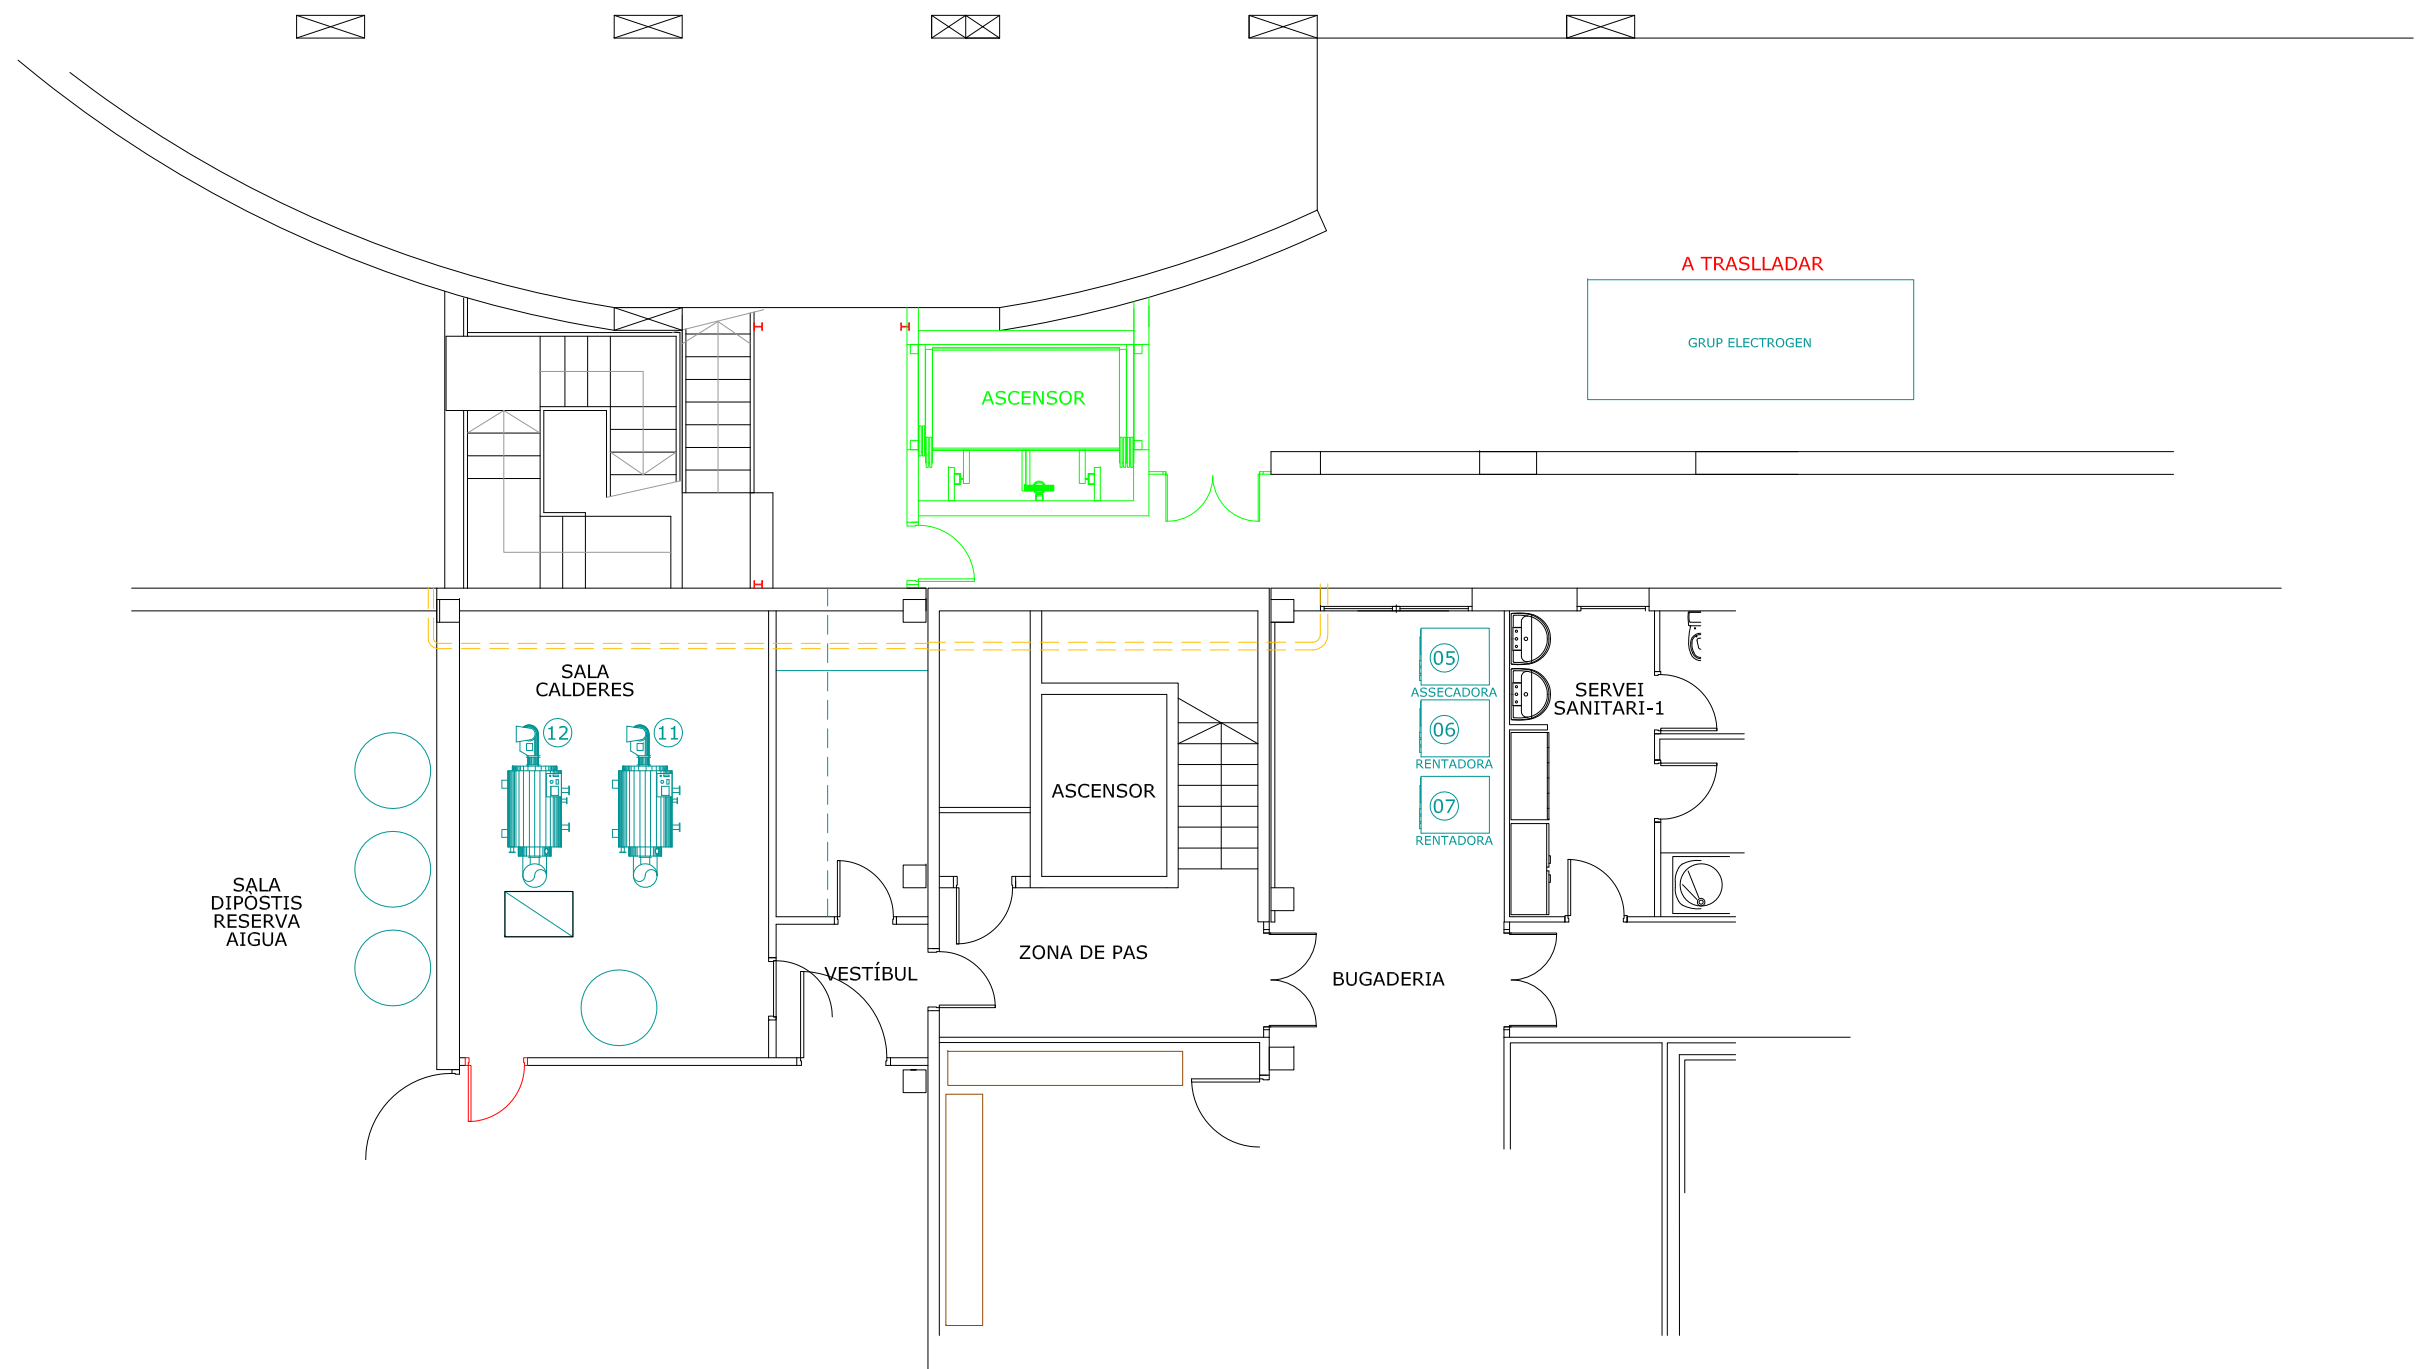 A TRASLLADAR
GRUP ELECTROGEN
ASCENSOR
SALA
CALDERES
12
11
SALA
DIPÒSTIS
RESERVA
AIGUA
VESTÍBUL
ASCENSOR
ZONA DE PAS
05
ASSECADORA
06
RENTADORA
07
RENTADORA
BUGADERIA
SERVEI
SANITARI-1